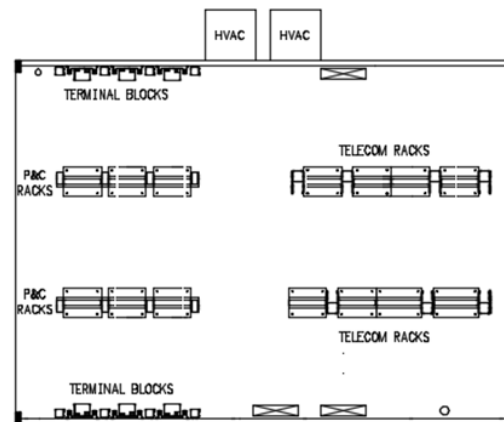 HVAC
HVAC
TERMINAL BLOCKS
TELECOM RACKS
P&C
RACKS
P&C
RACKS
TELECOM RACKS
TERMINAL BLOCKS